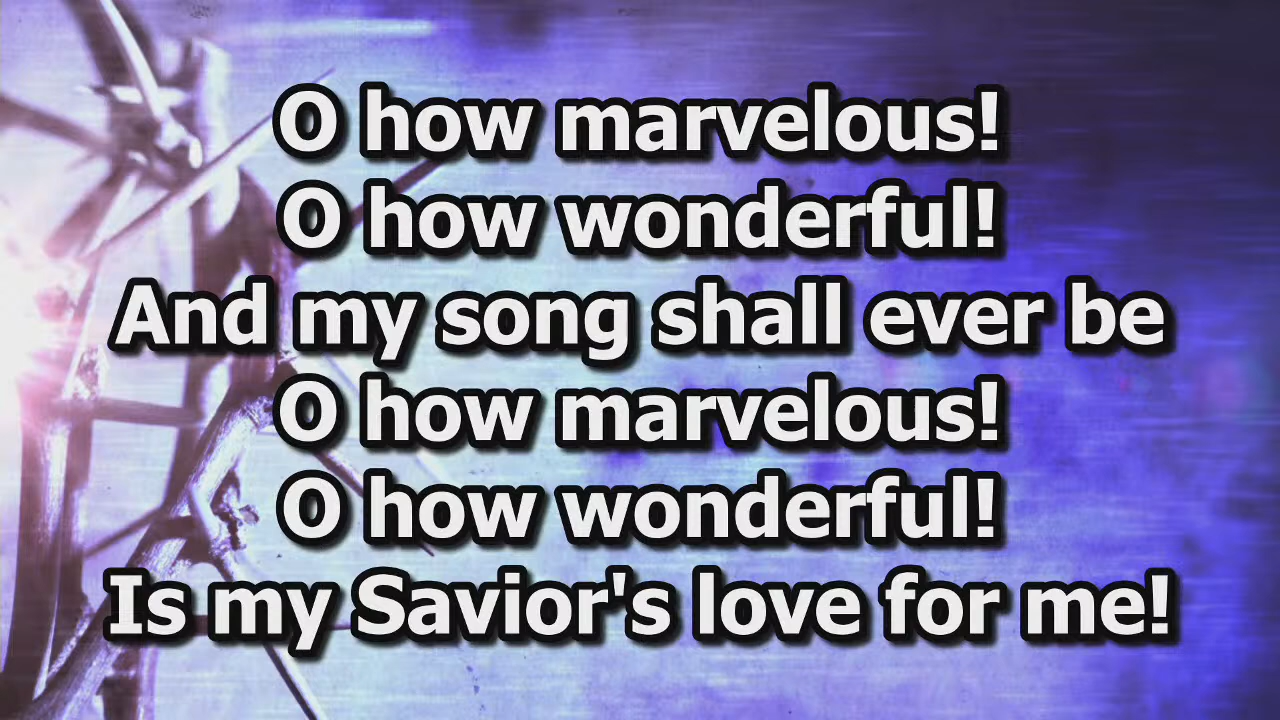 O how marvelous!
O how wonderful!
And my song shall ever be
O how marvelous!
O how wonderful!
Is my Savior's love for me!